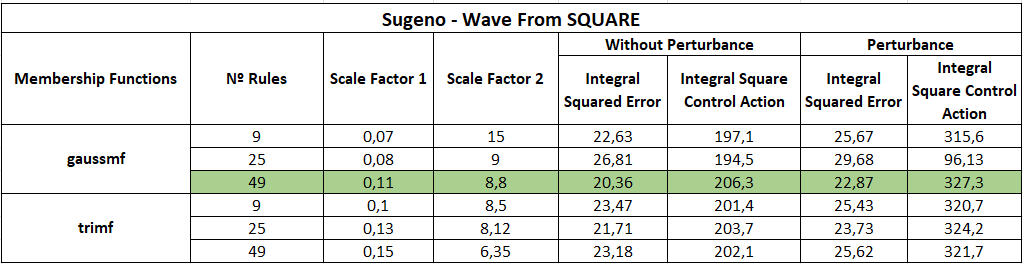 Sugeno - Wave From SQUARE
Membership Functions Nº Rules Scale Factor 1 Scale Factor 2 Without Perturbance Perturbance
Integral Squared Error Integral Square Control Action Integral Squared Error Integral Square Control Action
gaussmf 9 0,07 15 22,63 197,1 25,67 315,6
25 0,08 9 26,81 194,5 29,68 96,13
49 0,11 8,8 20,36 206,3 22,87 327,3
trimf 9 0,1 8,5 23,47 201,4 25,43 320,7
25 0,13 8,12 21,71 203,7 23,73 324,2
49 0,15 6,35 23,18 202,1 25,62 321,7